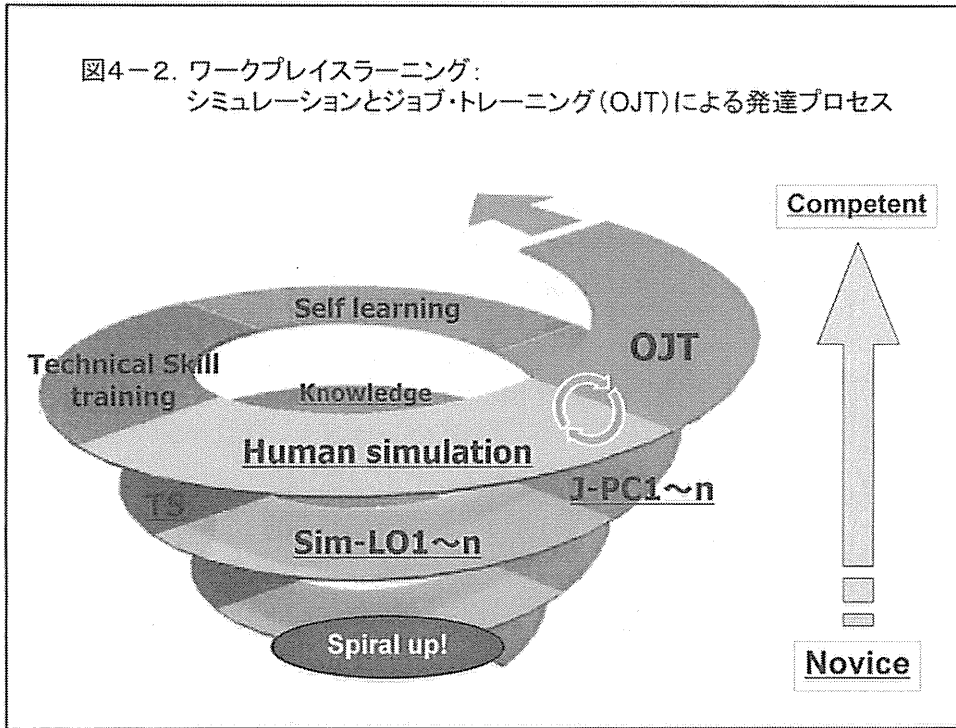 図4－2．ワークプレイスラーニング：
シミュレーションとジョブ・トレーニング（OJT）による発達プロセス
Competent
Self learning
OJT
Technical Skill
training
Knowledge
Human simulation
J-PC1～n
TS
Sim-LO1～n
Spiral up!
Novice